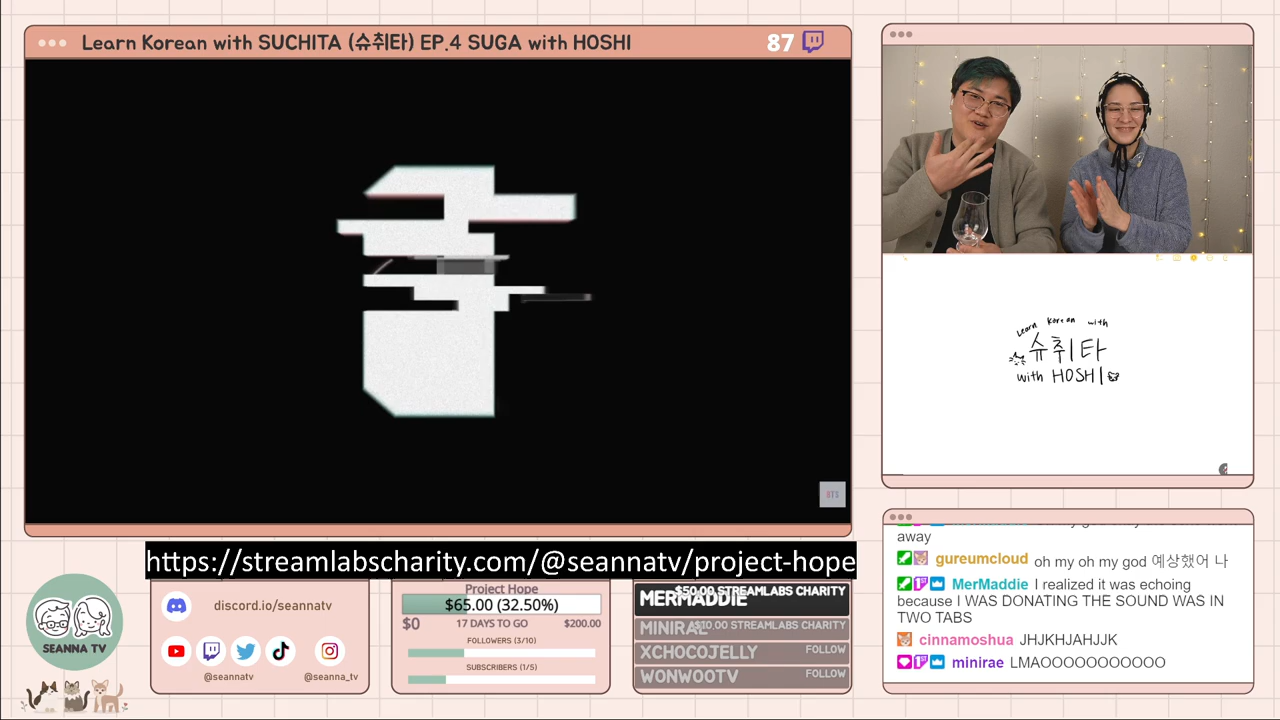 Learn Korean with SUCHITA (슈취타) EP.4 SUGA with HOSHI
87
BTS
Learn Korean with
슈취타
with HOSHI
https://streamlabscharity.com/@seannatv/project-hope
SEANNA TV
discord.io/seannatv
@seannatv
@seanna_tv
Project Hope
$65.00 (32.50%)
$0
17 DAYS TO GO
$200.00
FOLLOWERS (3/10)
SUBSCRIBERS (1/5)
MERMADDIE
$50.00 STREAMLABS CHARITY
MINIRAE
$10.00 STREAMLABS CHARITY
XCHOCOJELLY
FOLLOW
WONWOOTV
FOLLOW
away
gureumcloud oh my oh my god 예상했어 나
MerMaddie I realized it was echoing
because I WAS DONATING THE SOUND WAS IN
TWO TABS
cinnamoshua JHJKHJAHJJK
minirae LMAOOOOOOOOOOO